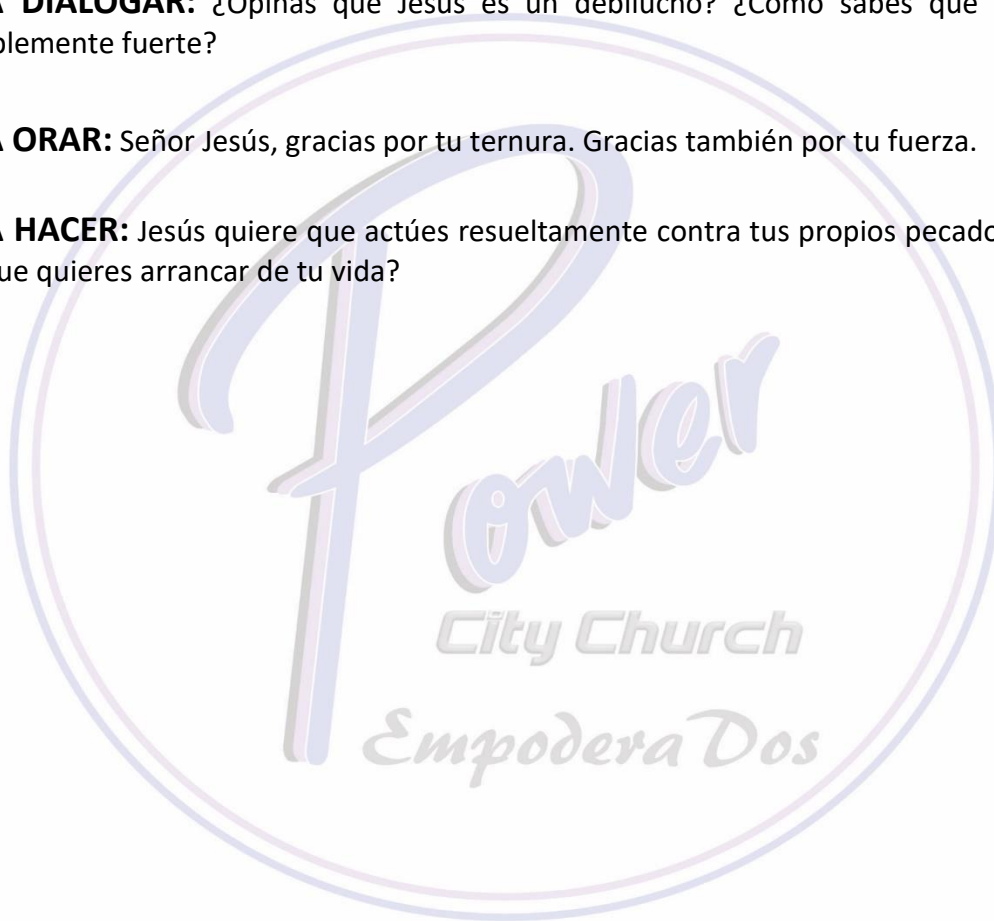 A DIALOGAR: ¿Opinas que Jesús es un debilucho? ¿Cómo sabes que
blemente fuerte?
A ORAR: Señor Jesús, gracias por tu ternura. Gracias también por tu fuerza.
A HACER: Jesús quiere que actúes resueltamente contra tus propios pecado
ue quieres arrancar de tu vida?
Power
City Church
EmpoderaDos